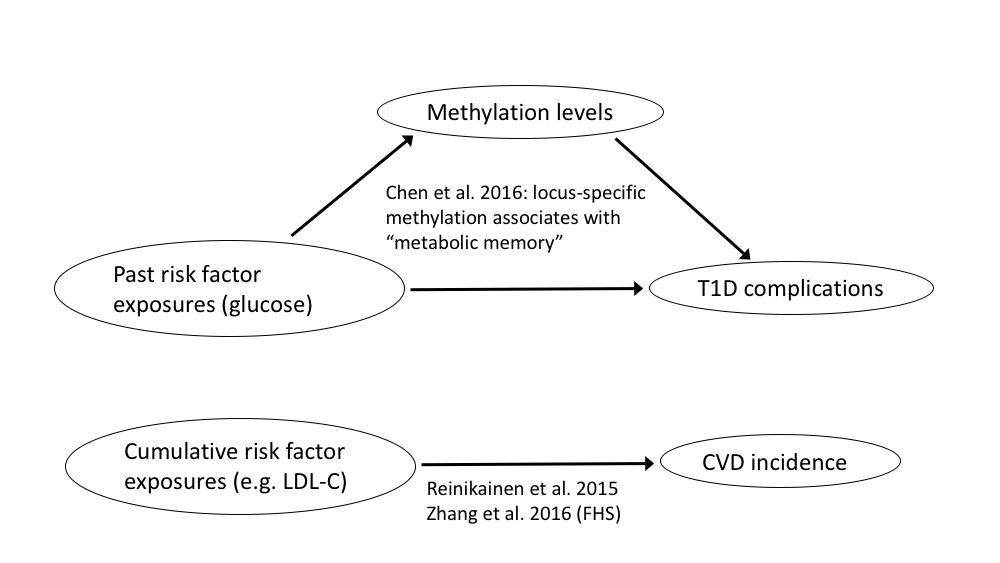 Methylation levels
Chen et al. 2016: locus-specific
methylation associates with
“metabolic memory”
Past risk factor
exposures (glucose)
T1D complications
Cumulative risk factor
exposures (e.g. LDL-C)
CVD incidence
Reinikainen et al. 2015
Zhang et al. 2016 (FHS)